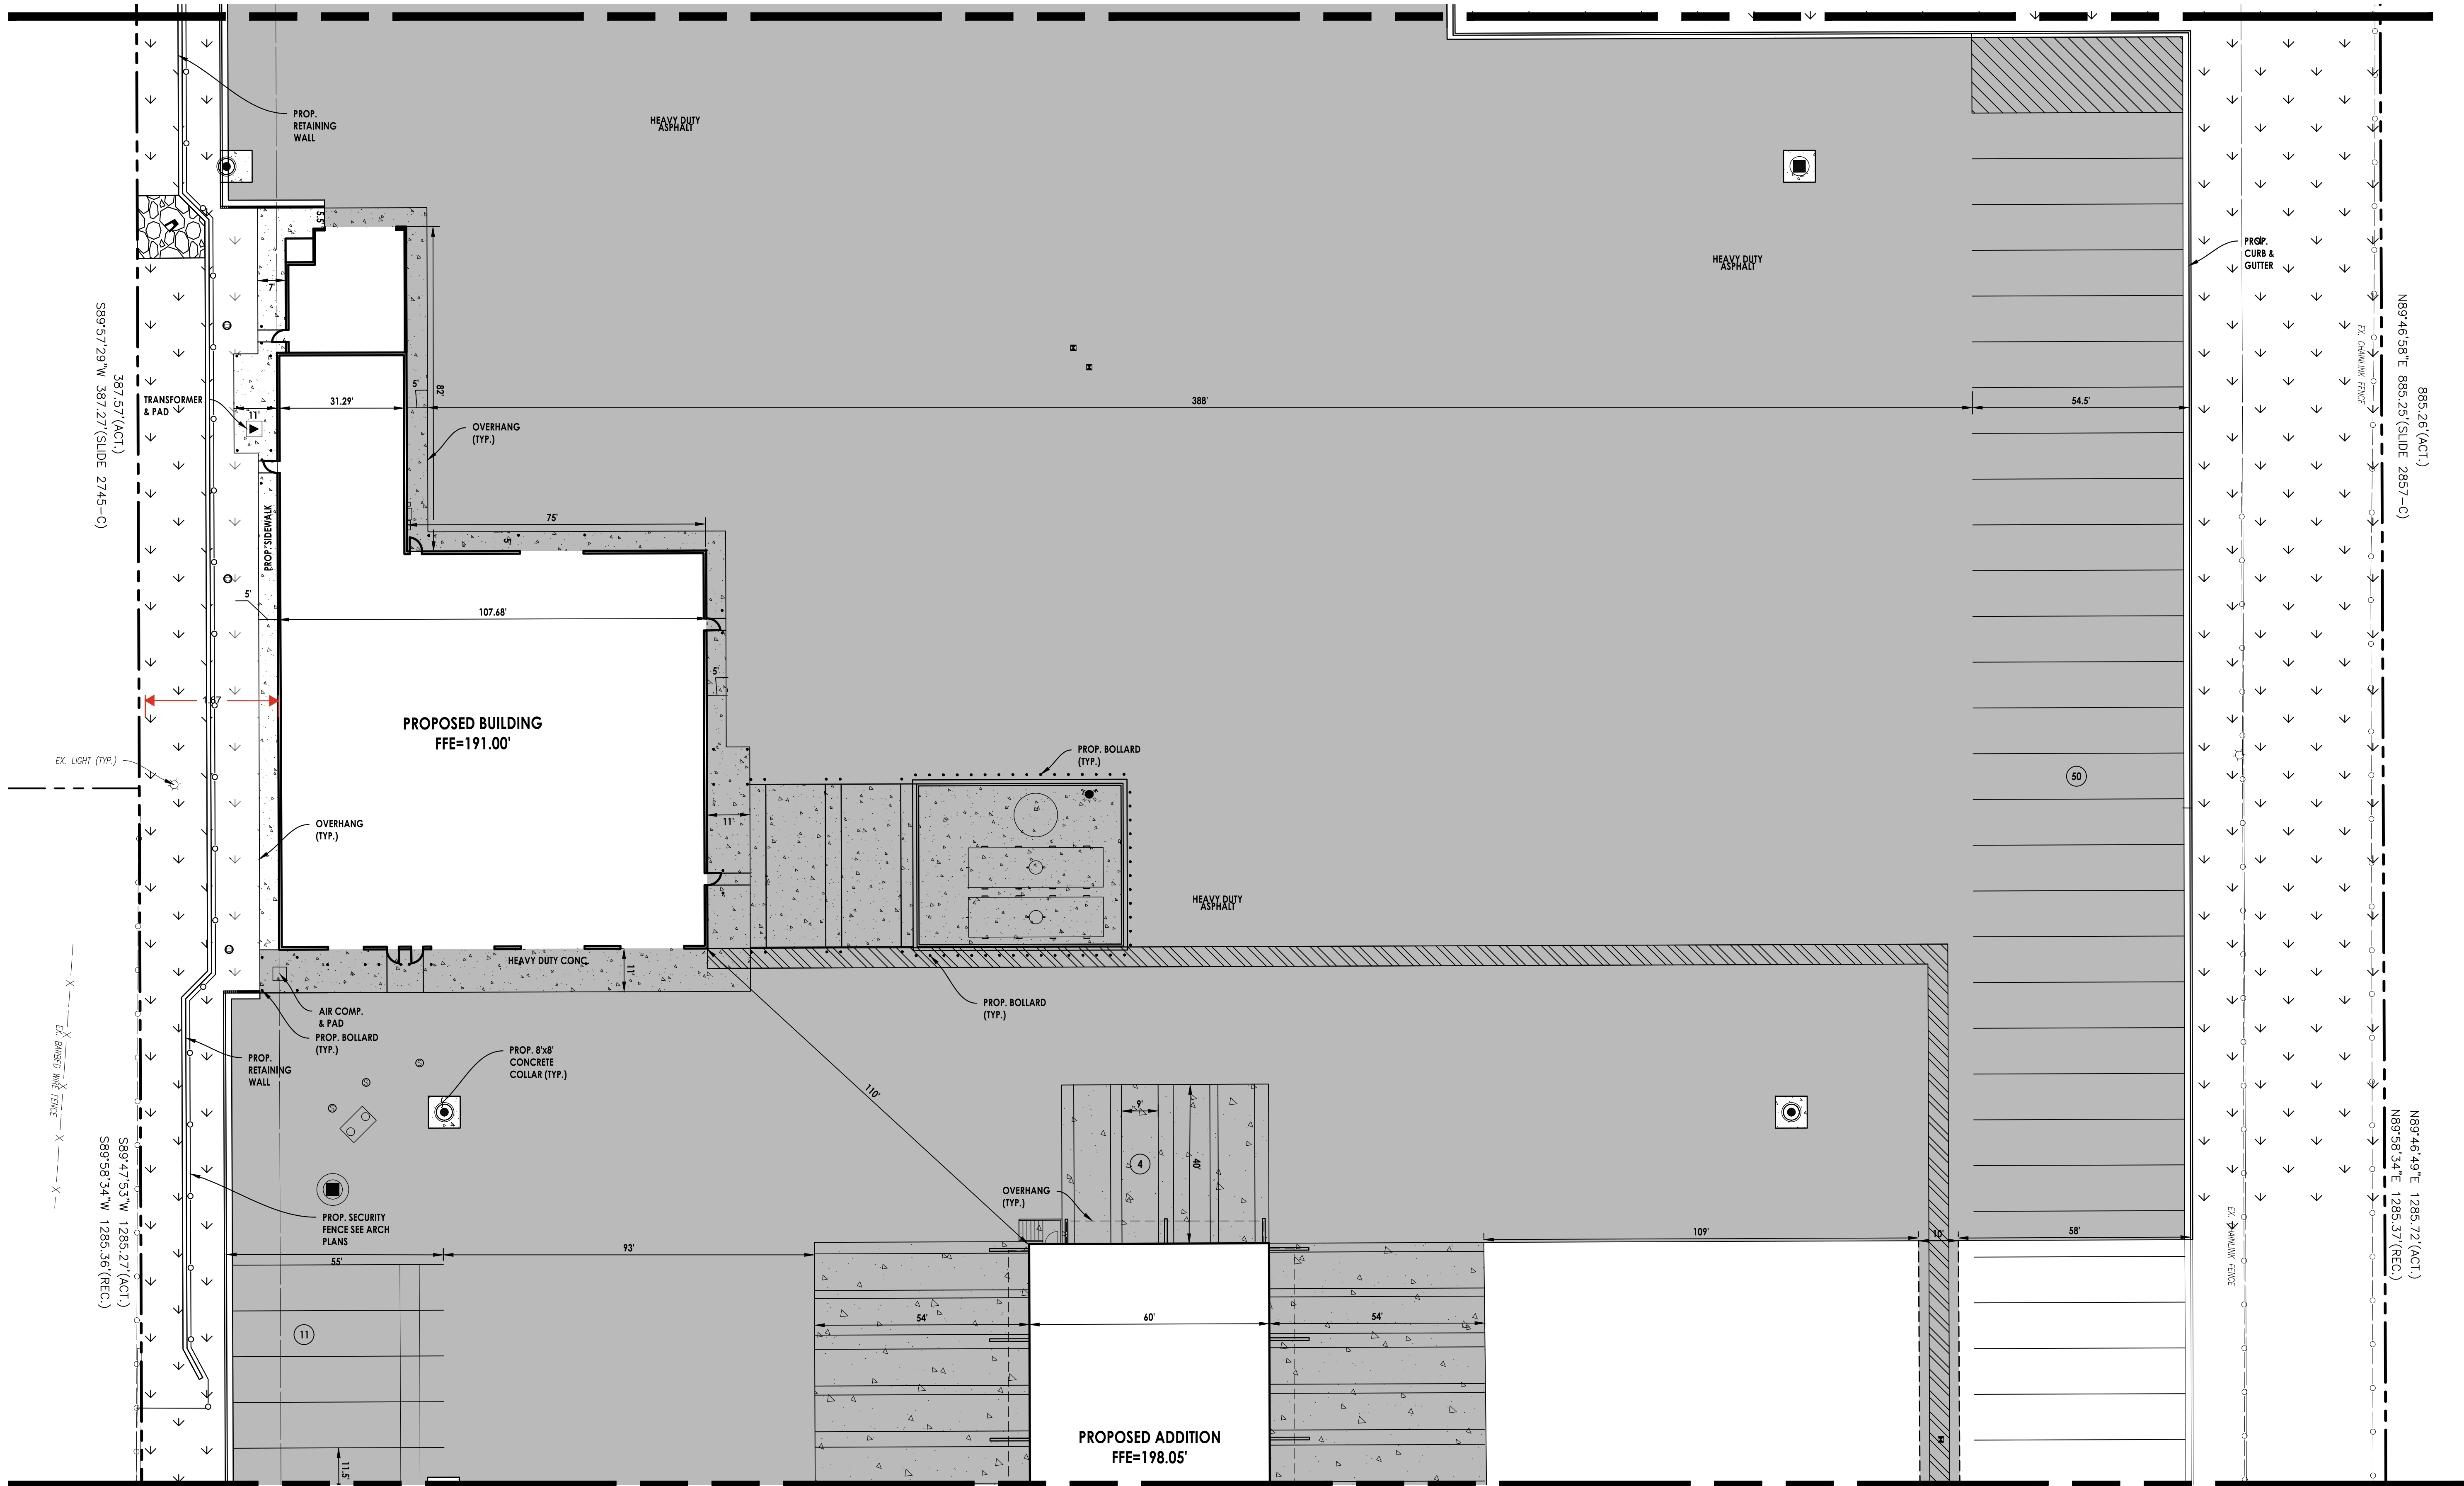 PROP.
RETAINING
WALL
HEAVY DUTY
ASPHALT
5.5'
7'
HEAVY DUTY
ASPHALT
PROP.
CURB &
GUTTER
S89°57'29"W 387.27'(SLIDE 2745-C)
387.57'(ACT.)
N89°46'58"E 885.25'(SLIDE 2857-C)
885.26'(ACT.)
EX. CHAINLINK FENCE
TRANSFORMER
& PAD
11'
31.29'
5'
82'
388'
54.5'
OVERHANG
(TYP.)
PROP. SIDEWALK
75'
5'
5'
107.68'
5'
PROPOSED BUILDING
FFE=191.00'
EX. LIGHT (TYP.)
PROP. BOLLARD
(TYP.)
50
OVERHANG
(TYP.)
11'
HEAVY DUTY
ASPHALT
HEAVY DUTY CONC.
11'
AIR COMP.
& PAD
PROP. BOLLARD
(TYP.)
PROP. BOLLARD
(TYP.)
PROP.
RETAINING
WALL
PROP. 8'x8'
CONCRETE
COLLAR (TYP.)
EX. BARBED WIRE FENCE
X X X X X X
110'
9'
4
40'
OVERHANG
(TYP.)
PROP. SECURITY
FENCE SEE ARCH
PLANS
S89°58'34"W 1285.36'(REC.)
S89°47'53"W 1285.27'(ACT.)
N89°58'34"E 1285.37'(REC.)
N89°46'49"E 1285.72'(ACT.)
EX. CHAINLINK FENCE
55'
93'
109'
10'
58'
54'
60'
54'
11
PROPOSED ADDITION
FFE=198.05'
11.5'